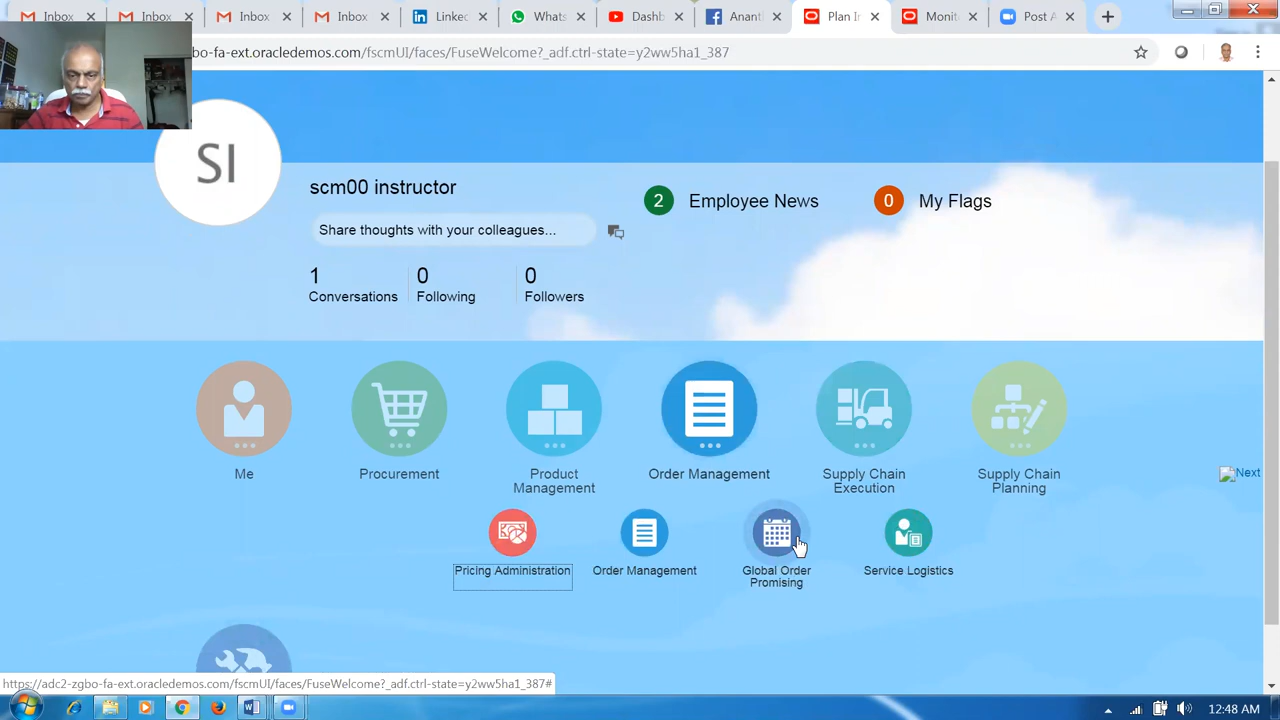 Inbox
Inbox
Inbox
Inbox
Linke
What
Dashb
Anant
Plan In
Monit
Post A
bo-fa-ext.oracledemos.com/fscmUI/faces/FuseWelcome?_adf.ctrl-state=y2ww5ha1_387
SI
scm00 instructor
2 Employee News
0 My Flags
Share thoughts with your colleagues...
1 0 0
Conversations Following Followers
Me
Procurement
Product
Management
Order Management
Supply Chain
Execution
Supply Chain
Planning
Next
Pricing Administration
Order Management
Global Order
Promising
Service Logistics
https://adc2-zgbo-fa-ext.oracledemos.com/fscmUI/faces/FuseWelcome?_adf.ctrl-state=y2ww5ha1_387#
12:48 AM